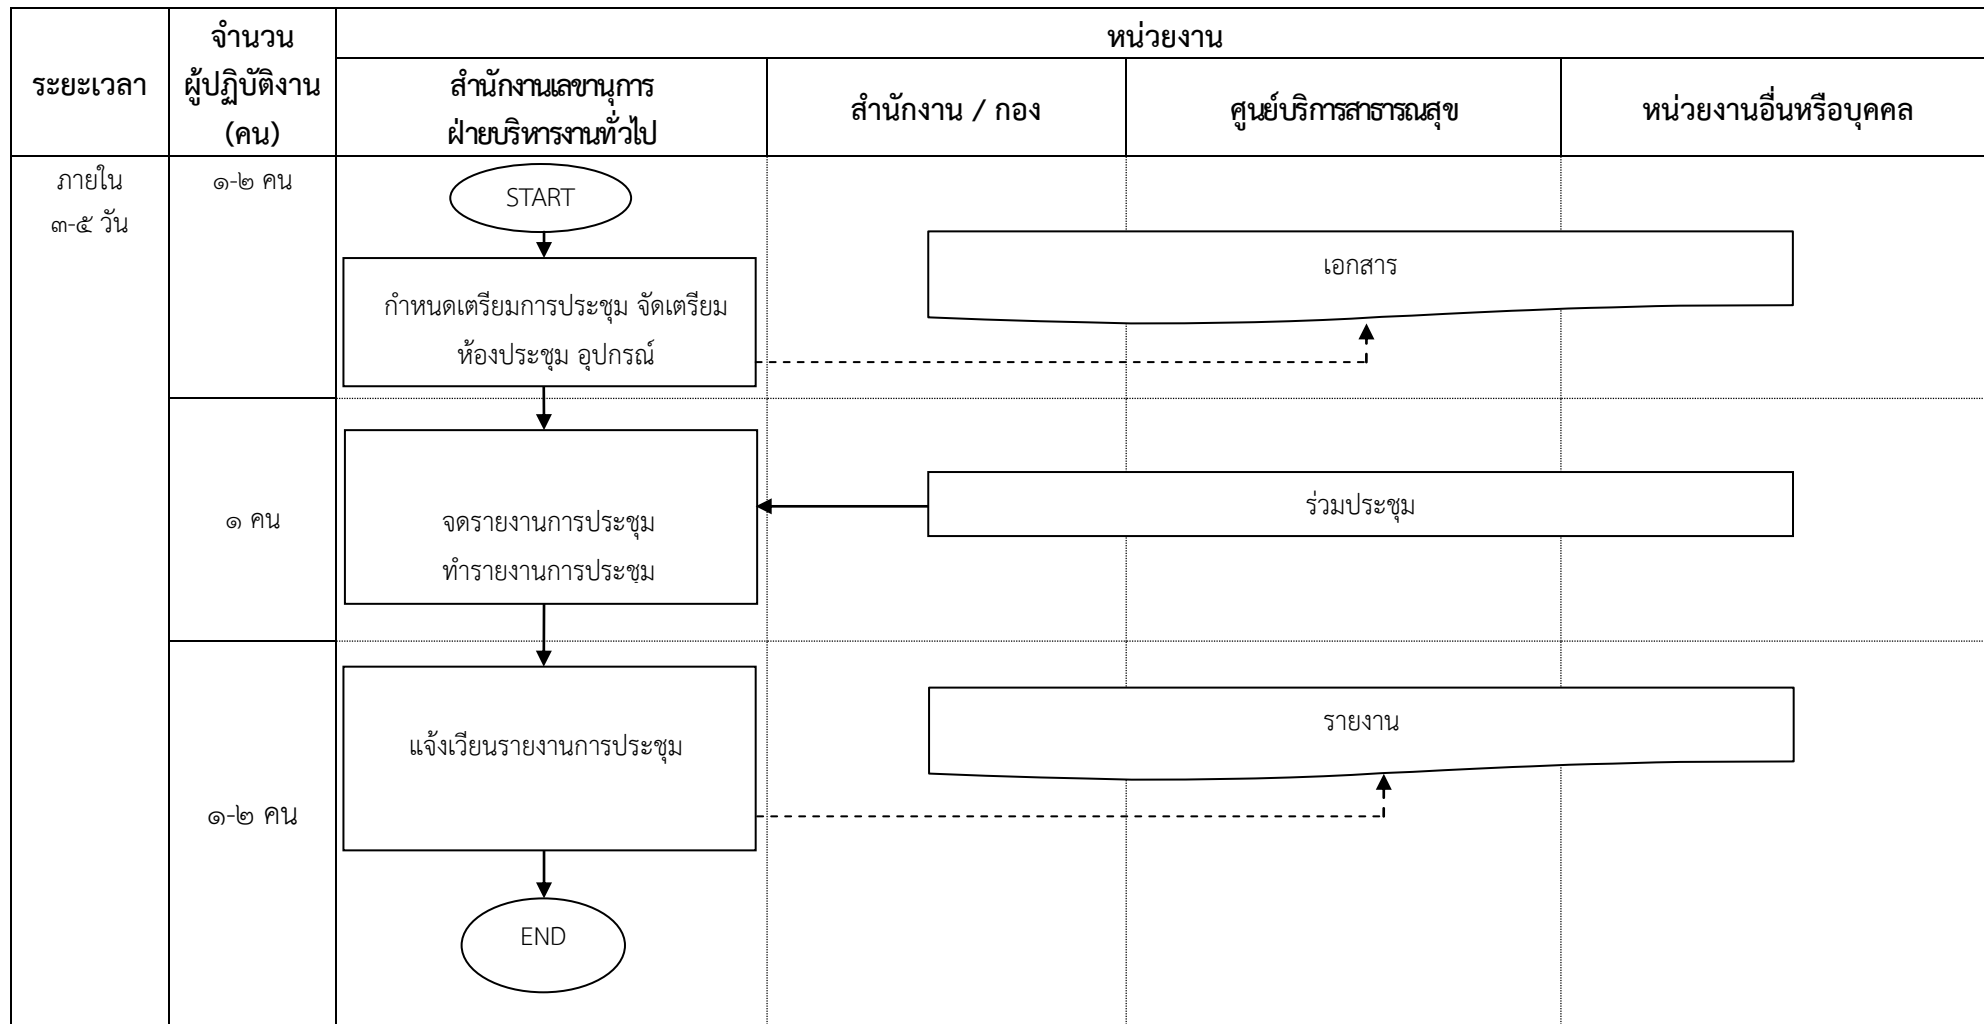 ระยะเวลา
จำนวน
ผู้ปฏิบัติงาน
(คน)
หน่วยงาน
สำนักงานเลขานุการ
ฝ่ายบริหารงานทั่วไป
สำนักงาน / กอง
ศูนย์บริการสาธารณสุข
หน่วยงานอื่นหรือบุคคล
ภายใน
๓-๕ วัน
๑-๒ คน
START
เอกสาร
กำหนดเตรียมการประชุม จัดเตรียม
ห้องประชุม อุปกรณ์
๑ คน
จดรายงานการประชุม
ทำรายงานการประชุม
ร่วมประชุม
๑-๒ คน
แจ้งเวียนรายงานการประชุม
รายงาน
END